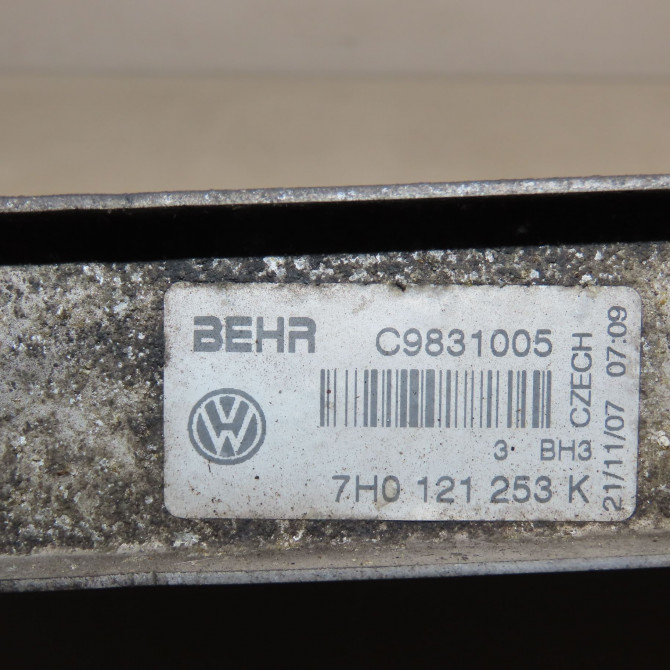 BEHR
C9831005
3 BH3
7H0 121 253 K
CZECH
21/11/07 07:09